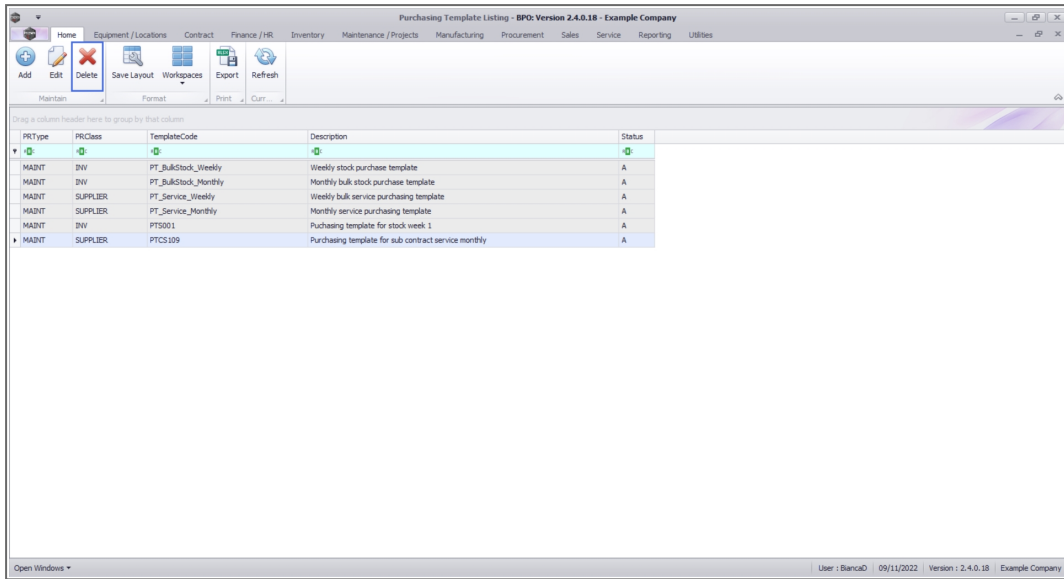 Purchasing Template Listing - BPO: Version 2.4.0.18 - Example Company
Home Equipment / Locations Contract Finance / HR Inventory Maintenance / Projects Manufacturing Procurement Sales Service Reporting Utilities
Add Edit Delete Save Layout Workspaces Export Refresh
Maintain Format Print Curr...
Drag a column header here to group by that column
PRType PRClass TemplateCode Description Status
MAINT INV PT_BulkStock_Weekly Weekly stock purchase template A
MAINT INV PT_BulkStock_Monthly Monthly bulk stock purchase template A
MAINT SUPPLIER PT_Service_Weekly Weekly bulk service purchasing template A
MAINT SUPPLIER PT_Service_Monthly Monthly service purchasing template A
MAINT INV PTS001 Puchasing template for stock week 1 A
MAINT SUPPLIER PTCS109 Purchasing template for sub contract service monthly A
Open Windows User : BiancaD 09/11/2022 Version : 2.4.0.18 Example Company